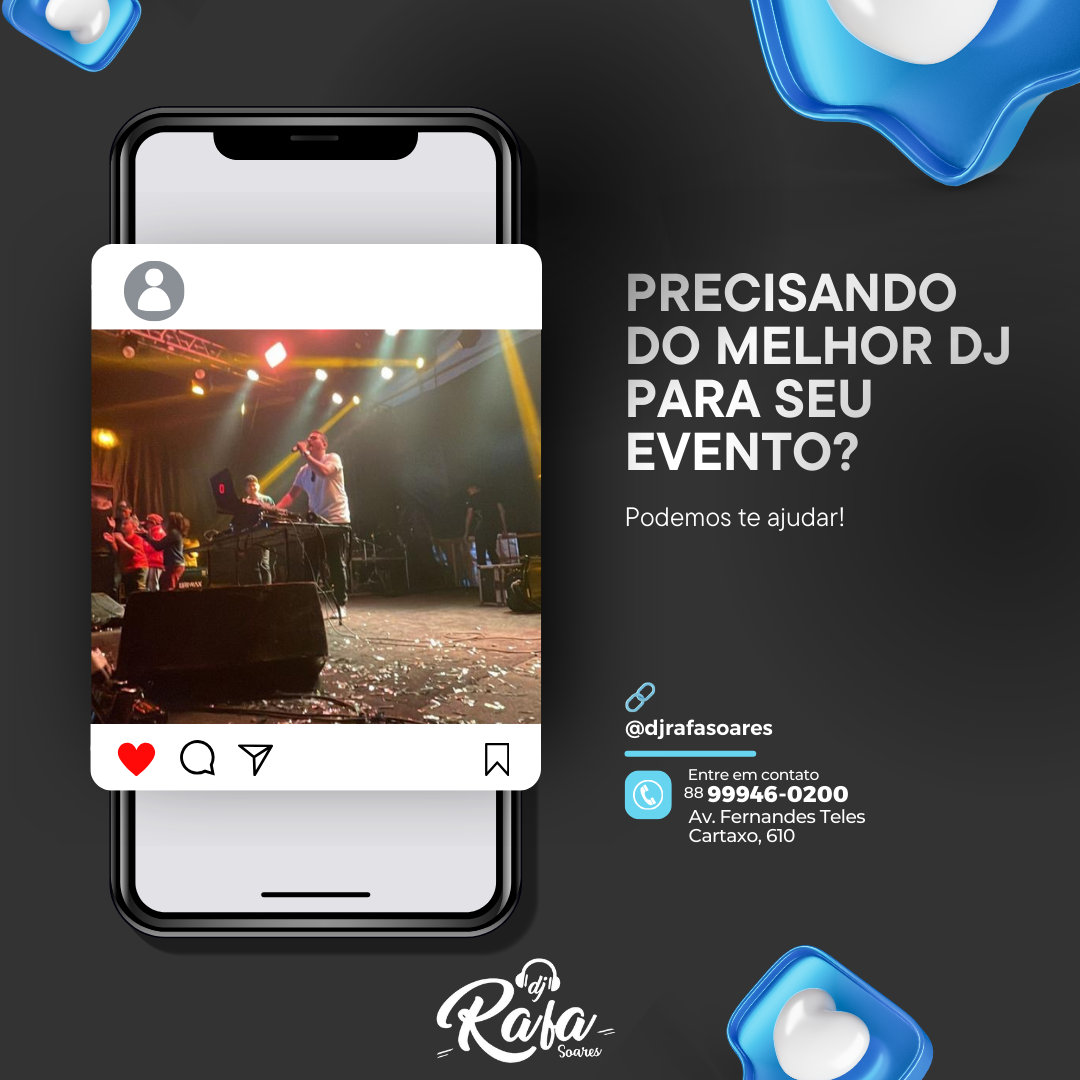 PRECISANDO
DO MELHOR DJ
PARA SEU
EVENTO?
Podemos te ajudar!
@djrafasoares
Entre em contato
88 99946-0200
Av. Fernandes Teles
Cartaxo, 610
dj
Rafa
Soares